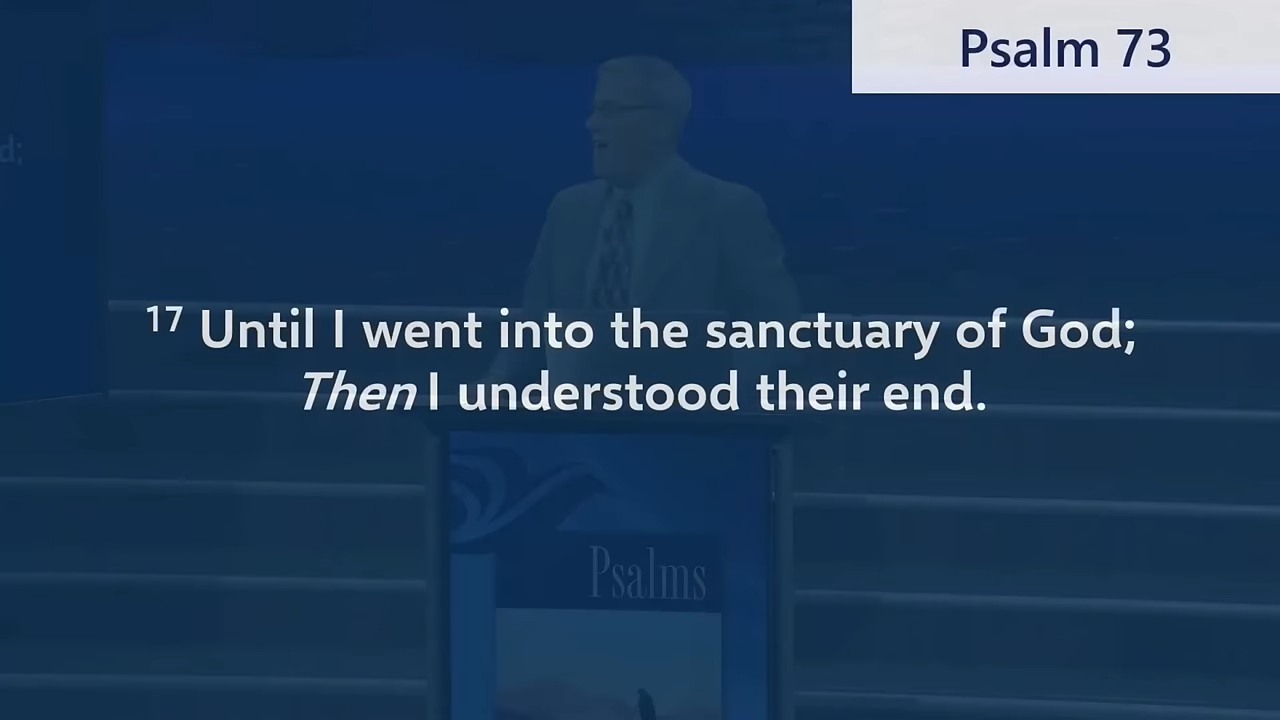 Psalm 73
d;
17 Until I went into the sanctuary of God;
Then I understood their end.
Psalms